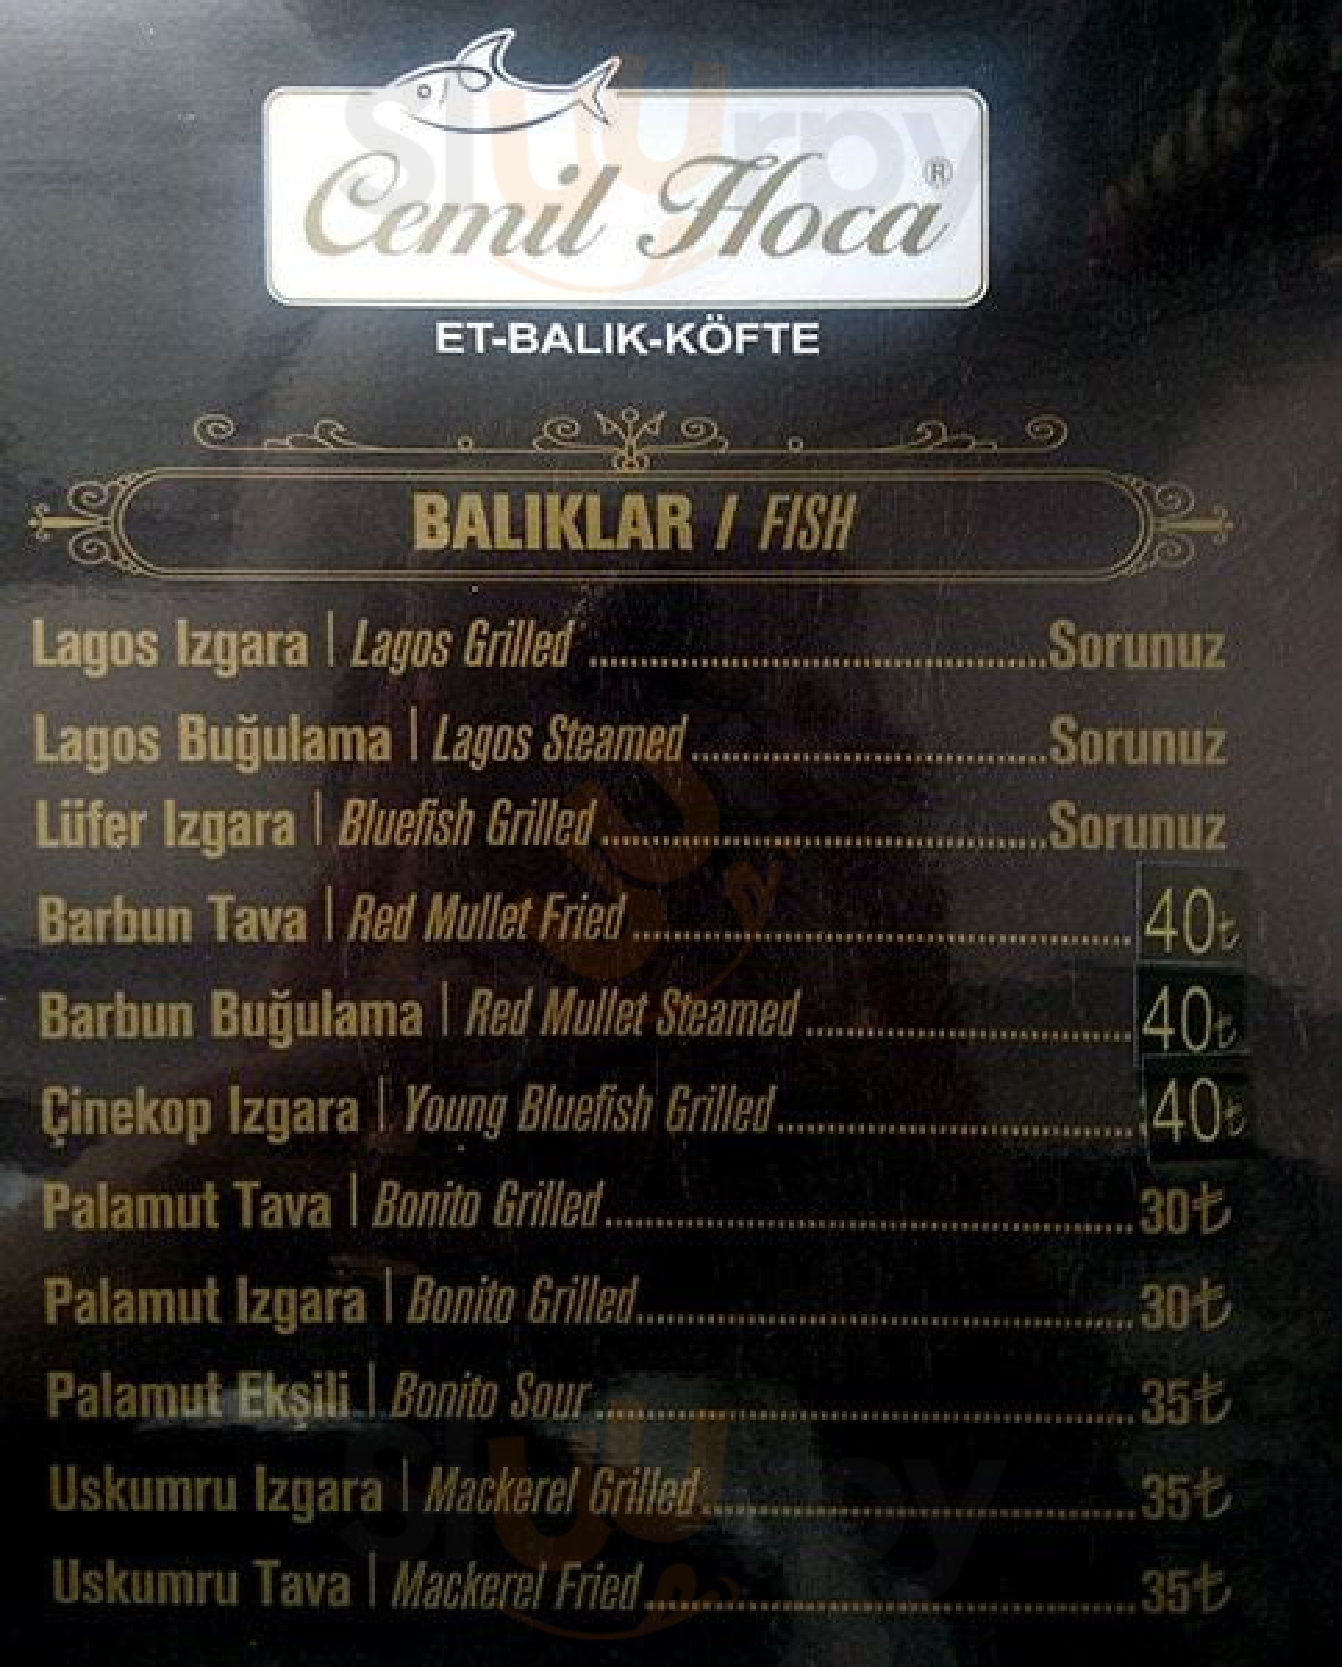 Cemil Hoca ®
ET-BALIK-KÖFTE
BALIKLAR / FISH
Lagos Izgara | Lagos Grilled ........ Sorunuz
Lagos Buğulama | Lagos Steamed ........ Sorunuz
Lüfer Izgara | Bluefish Grilled ........ Sorunuz
Barbun Tava | Red Mullet Fried ........ 40₺
Barbun Buğulama | Red Mullet Steamed ........ 40₺
Çinekop Izgara | Young Bluefish Grilled ........ 40₺
Palamut Tava | Bonito Grilled ........ 30₺
Palamut Izgara | Bonito Grilled ........ 30₺
Palamut Ekşili | Bonito Sour ........ 35₺
Uskumru Izgara | Mackerel Grilled ........ 35₺
Uskumru Tava | Mackerel Fried ........ 35₺
sluurpy
sluurpy